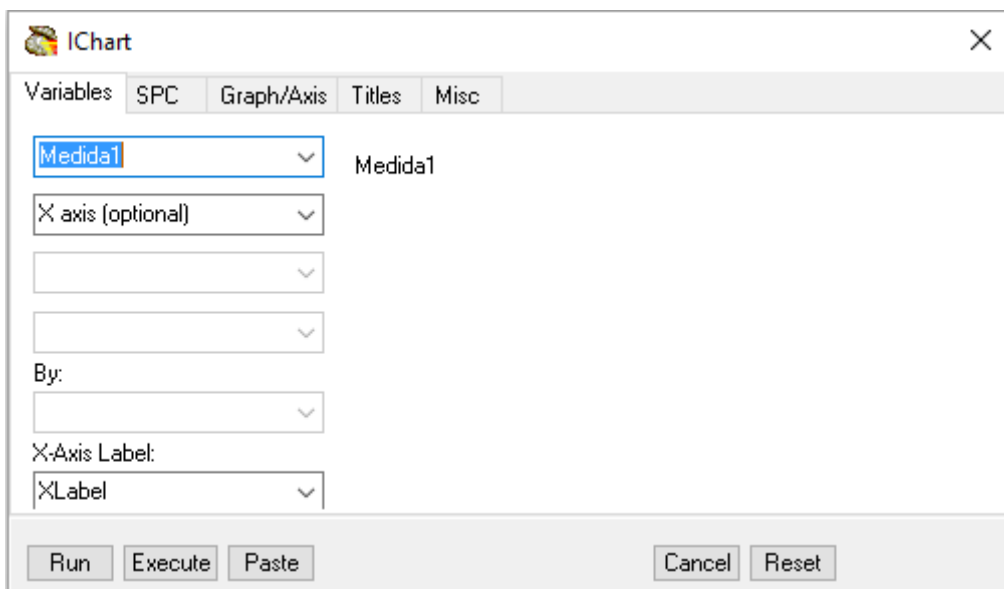 IChart
Variables SPC Graph/Axis Titles Misc
Medida1 Medida1
X axis (optional)
By:
X-Axis Label:
XLabel
Run Execute Paste Cancel Reset